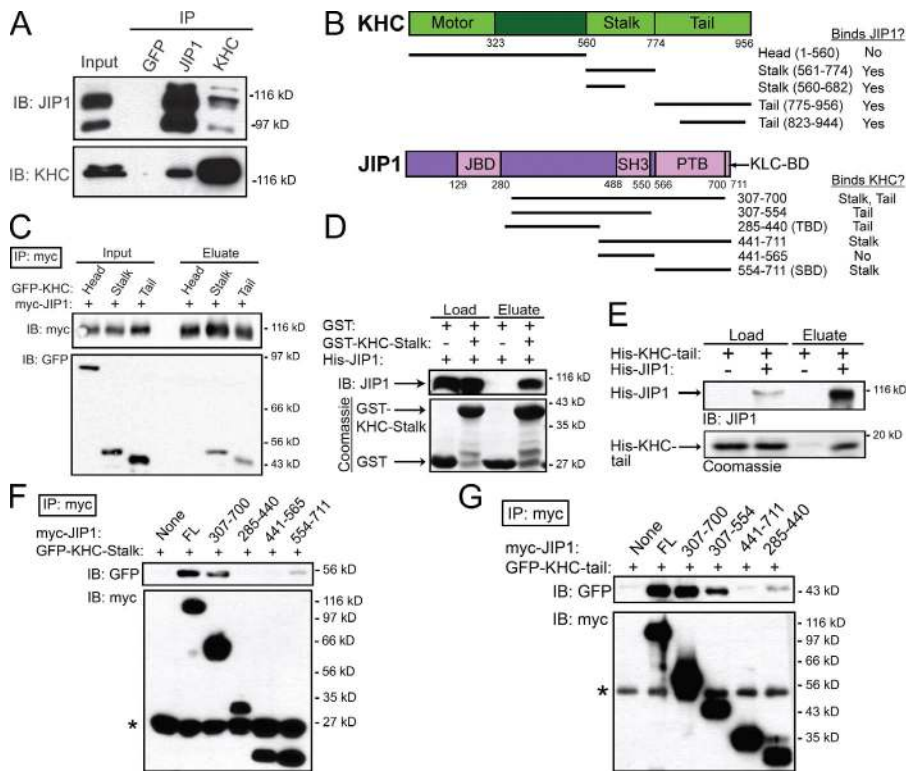 A
IP
Input
GFP
JIP1
KHC
IB: JIP1
-116 kD
- 97 kD
IB: KHC
-116 kD
B
KHC
Motor
Stalk
Tail
323
560
774
956
Binds JIP1?
Head (1-560) No
Stalk (561-774) Yes
Stalk (560-682) Yes
Tail (775-956) Yes
Tail (823-944) Yes
JIP1
JBD
SH3
PTB
KLC-BD
129
280
488
550
566
700
711
Binds KHC?
307-700 Stalk, Tail
307-554 Tail
285-440 (TBD) Tail
441-711 Stalk
441-565 No
554-711 (SBD) Stalk
C
IP: myc
Input
Eluate
GFP-KHC: Head Stalk Tail Head Stalk Tail
myc-JIP1: + + + + + +
IB: myc
- 116 kD
IB: GFP
- 97 kD
- 66 kD
- 56 kD
- 43 kD
D
Load
Eluate
GST: + + + +
GST-KHC-Stalk: - + - +
His-JIP1: + + + +
IB: JIP1
- 116 kD
Coomassie
GST-KHC-Stalk
GST
- 43 kD
- 35 kD
- 27 kD
E
Load
Eluate
His-KHC-tail: + + + +
His-JIP1: - + - +
His-JIP1
- 116 kD
IB: JIP1
His-KHC-tail
- 20 kD
Coomassie
F
IP: myc
myc-JIP1: None FL 307-700 285-440 441-565 554-711
GFP-KHC-Stalk: + + + + + +
IB: GFP
- 56 kD
IB: myc
- 116 kD
- 97 kD
- 66 kD
- 56 kD
- 35 kD
- 27 kD
*
G
IP: myc
myc-JIP1: None FL 307-700 307-554 441-711 285-440
GFP-KHC-tail: + + + + + +
IB: GFP
- 43 kD
IB: myc
- 116 kD
- 97 kD
- 66 kD
- 56 kD
- 43 kD
- 35 kD
*